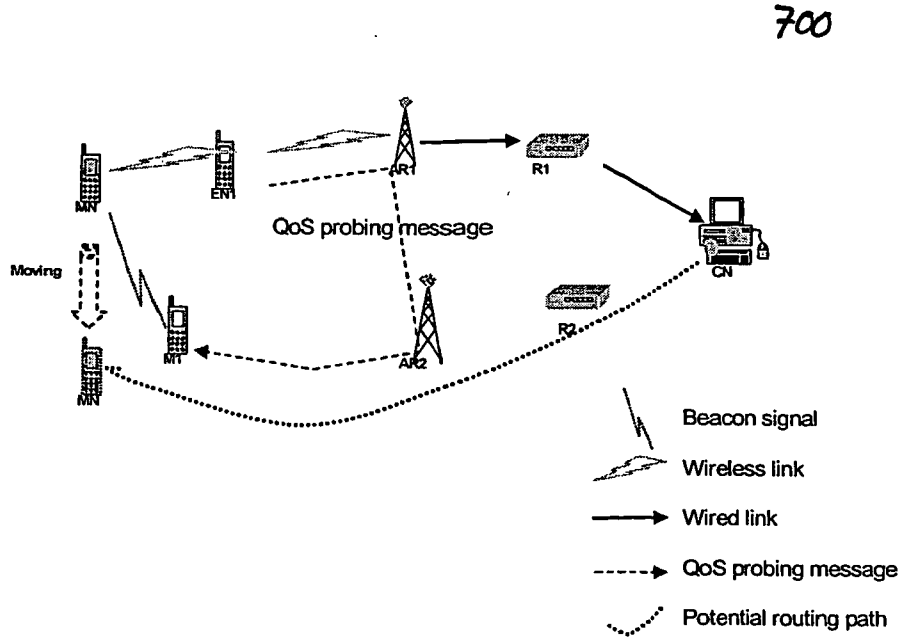 700
AR1
R1
MN
EN1
QoS probing message
CN
Moving
R2
M1
AR2
MN
Beacon signal
Wireless link
Wired link
QoS probing message
Potential routing path